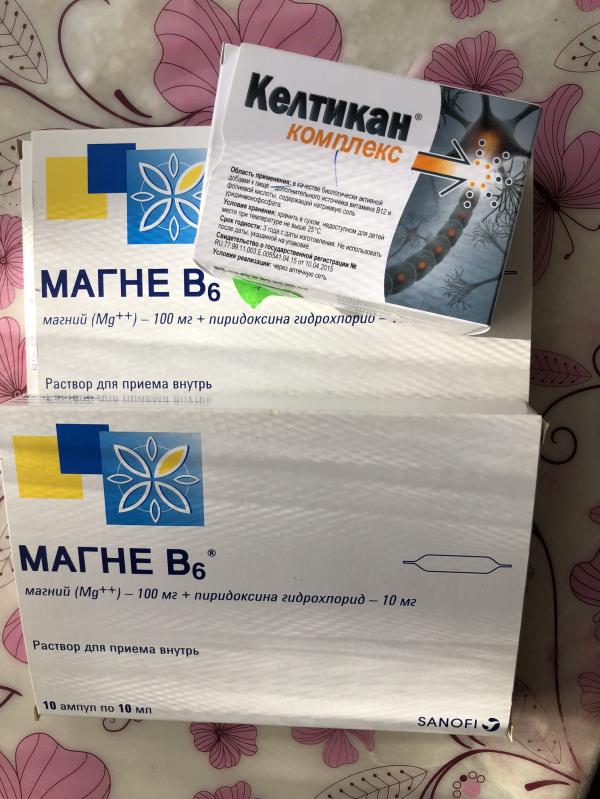 Келтикан®
комплекс
Область применения: в качестве биологически активной
добавки к пище – дополнительного источника витамина В12 и
фолиевой кислоты, содержащая натриевую соль
уридинмонофосфата.
Условия хранения: хранить в сухом, недоступном для детей
месте при температуре не выше 25°С.
Срок годности: 3 года с даты изготовления. Не использовать
после даты, указанной на упаковке.
Свидетельство о государственной регистрации №
RU.77.99.11.003.E.005541.04.15 от 10.04.2015
Условия реализации: через аптечную сеть.
МАГНЕ В6
магний (Mg++) – 100 мг + пиридоксина гидрохлорид –
Раствор для приема внутрь
МАГНЕ В6®
магний (Mg++) – 100 мг + пиридоксина гидрохлорид – 10 мг
Раствор для приема внутрь
10 ампул по 10 мл
SANOFI